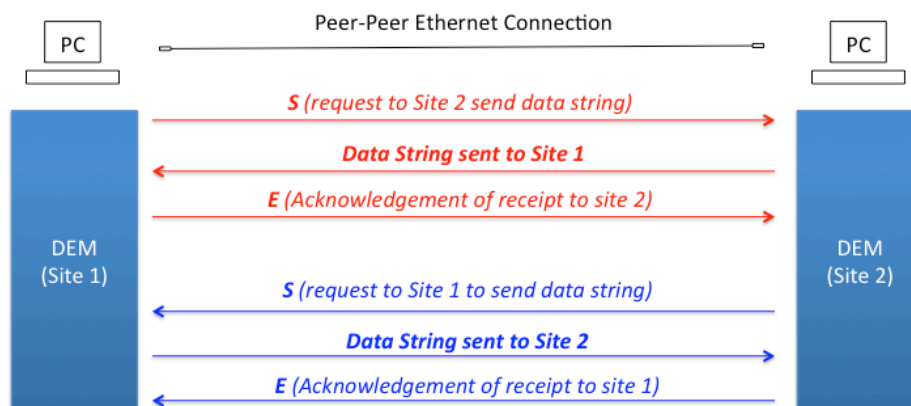 Peer-Peer Ethernet Connection
PC
PC
S (request to Site 2 send data string)
Data String sent to Site 1
E (Acknowledgement of receipt to site 2)
DEM
(Site 1)
DEM
(Site 2)
S (request to Site 1 to send data string)
Data String sent to Site 2
E (Acknowledgement of receipt to site 1)